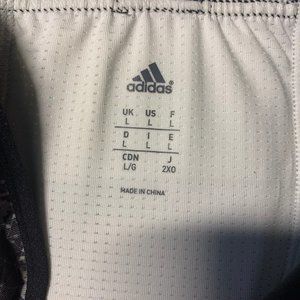 adidas®
UK US F
L L L
D I E
L L L
CDN J
L/G 2XO
MADE IN CHINA